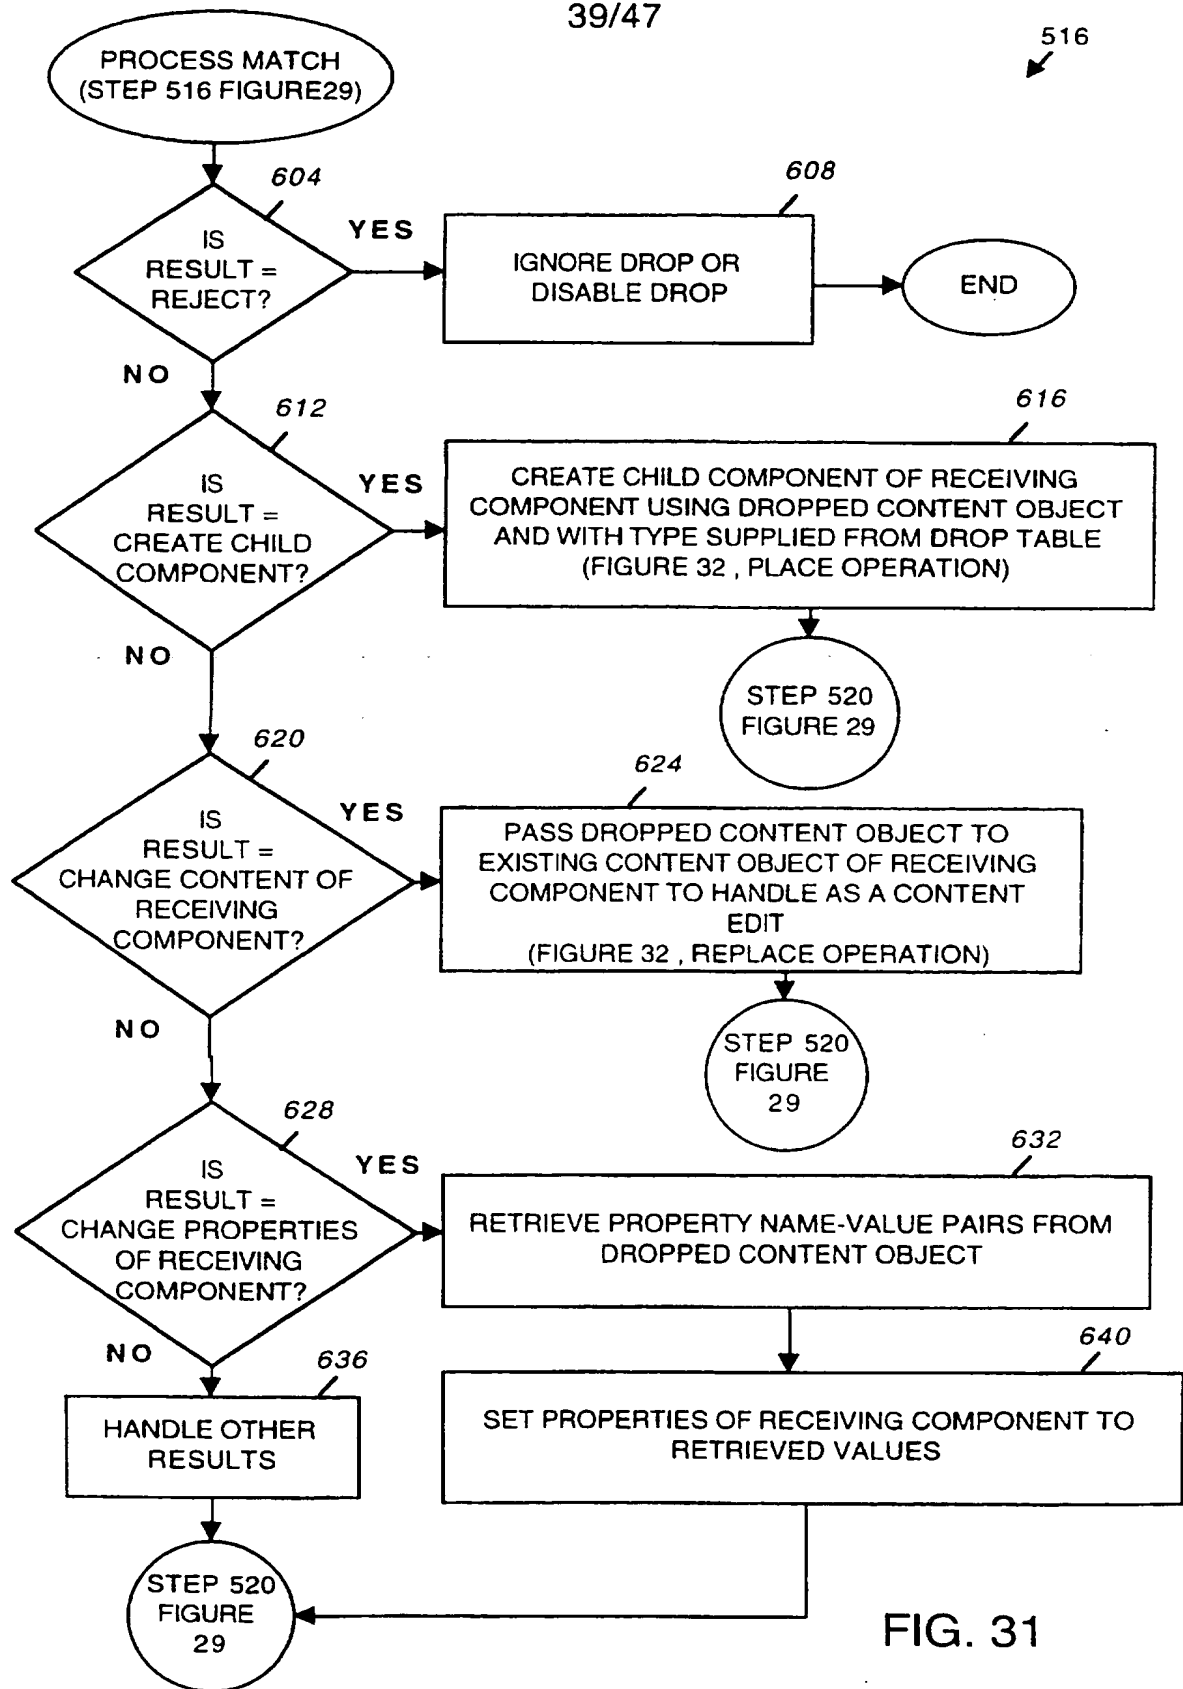 39/47
516
PROCESS MATCH
(STEP 516 FIGURE29)
604
IS
RESULT =
REJECT?
YES
608
IGNORE DROP OR
DISABLE DROP
END
NO
612
IS
RESULT =
CREATE CHILD
COMPONENT?
YES
616
CREATE CHILD COMPONENT OF RECEIVING
COMPONENT USING DROPPED CONTENT OBJECT
AND WITH TYPE SUPPLIED FROM DROP TABLE
(FIGURE 32 , PLACE OPERATION)
STEP 520
FIGURE 29
NO
620
IS
RESULT =
CHANGE CONTENT OF
RECEIVING
COMPONENT?
YES
624
PASS DROPPED CONTENT OBJECT TO
EXISTING CONTENT OBJECT OF RECEIVING
COMPONENT TO HANDLE AS A CONTENT
EDIT
(FIGURE 32 , REPLACE OPERATION)
STEP 520
FIGURE
29
NO
628
IS
RESULT =
CHANGE PROPERTIES
OF RECEIVING
COMPONENT?
YES
632
RETRIEVE PROPERTY NAME-VALUE PAIRS FROM
DROPPED CONTENT OBJECT
640
SET PROPERTIES OF RECEIVING COMPONENT TO
RETRIEVED VALUES
NO
636
HANDLE OTHER
RESULTS
STEP 520
FIGURE
29
FIG. 31